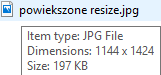 powiekszone resize.jpg
Item type: JPG File
Dimensions: 1144 x 1424
Size: 197 KB